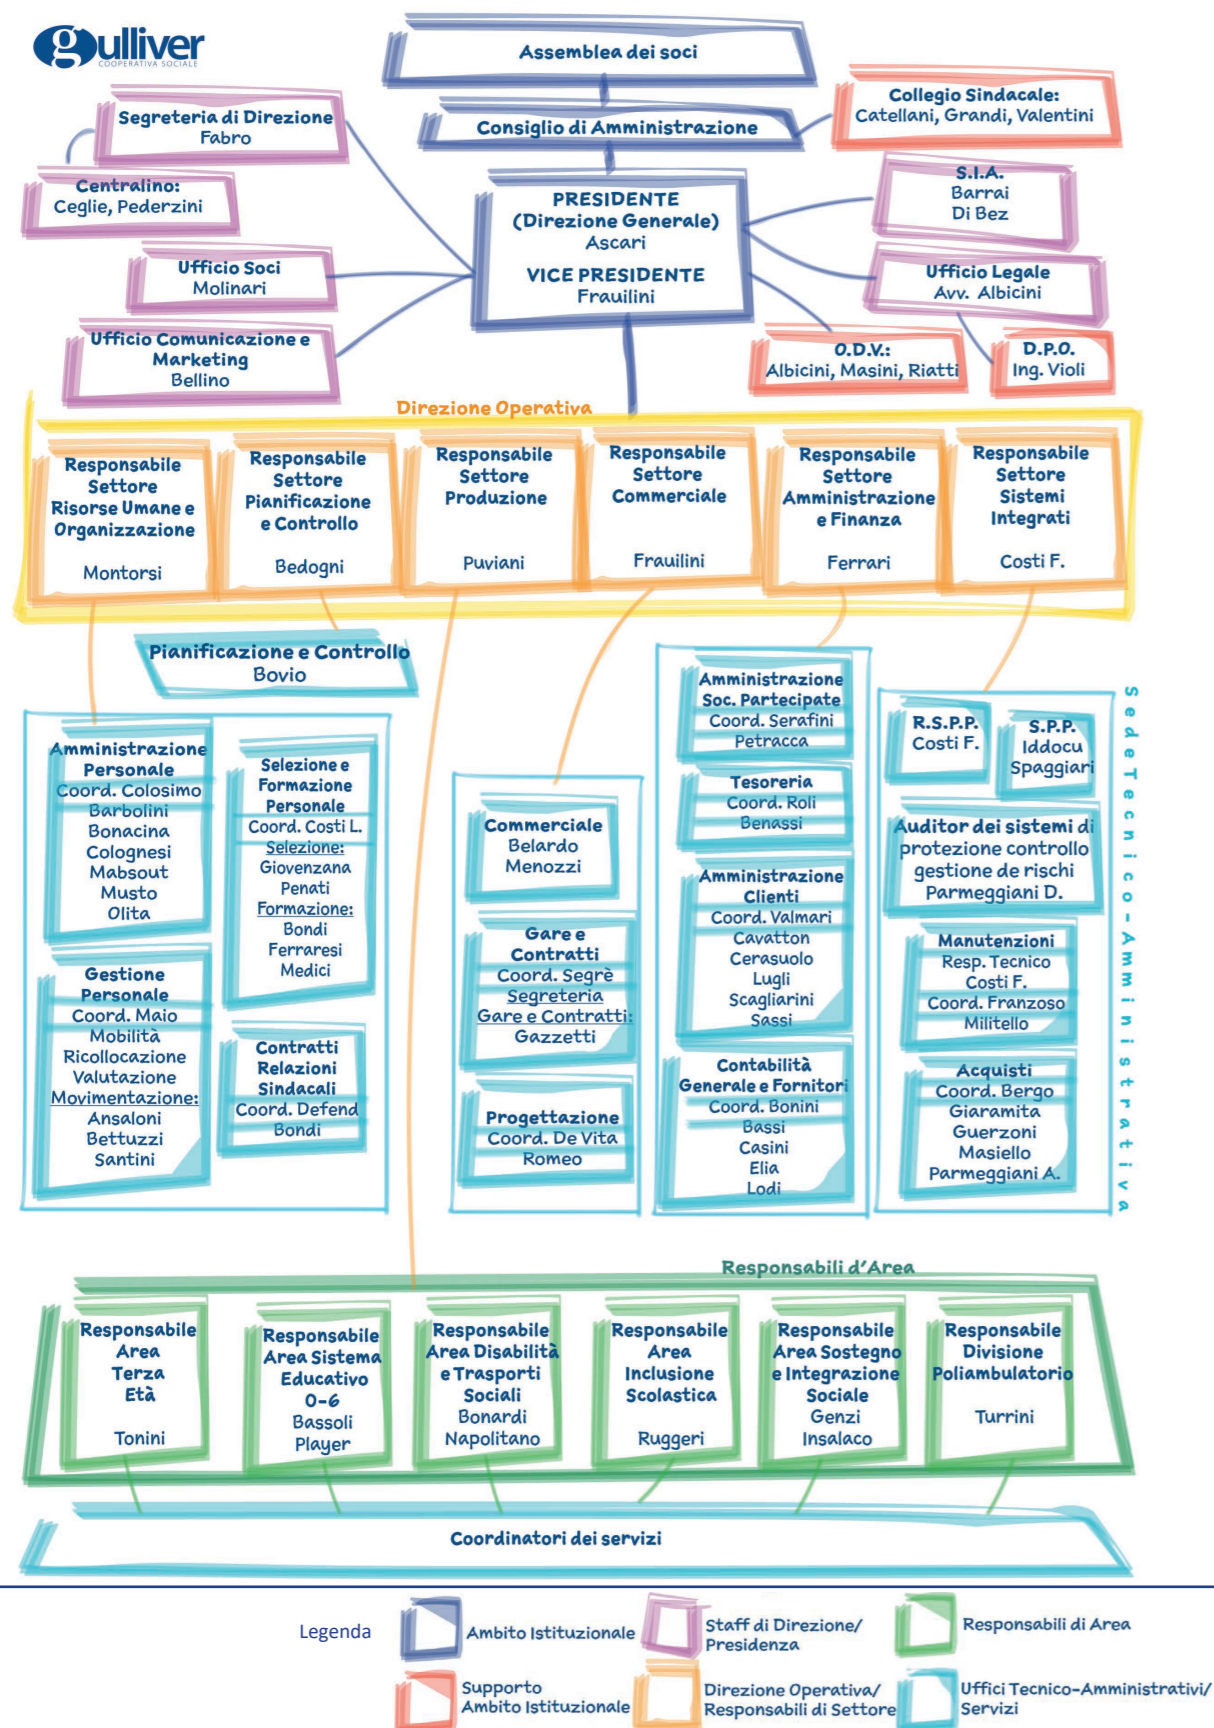 gulliver
COOPERATIVA SOCIALE
Assemblea dei soci
Consiglio di Amministrazione
Collegio Sindacale:
Catellani, Grandi, Valentini
Segreteria di Direzione
Fabro
Centralino:
Ceglie, Pederzini
PRESIDENTE
(Direzione Generale)
Ascari
VICE PRESIDENTE
Frauilini
S.I.A.
Barrai
Di Bez
Ufficio Soci
Molinari
Ufficio Legale
Avv. Albicini
Ufficio Comunicazione e
Marketing
Bellino
O.D.V.:
Albicini, Masini, Riatti
D.P.O.
Ing. Violi
Direzione Operativa
Responsabile
Settore
Risorse Umane e
Organizzazione
Montorsi
Responsabile
Settore
Pianificazione
e Controllo
Bedogni
Responsabile
Settore
Produzione
Puviani
Responsabile
Settore
Commerciale
Frauilini
Responsabile
Settore
Amministrazione
e Finanza
Ferrari
Responsabile
Settore
Sistemi
Integrati
Costi F.
Pianificazione e Controllo
Bovio
Amministrazione
Personale
Coord. Colosimo
Barbolini
Bonacina
Colognesi
Mabsout
Musto
Olita
Gestione
Personale
Coord. Maio
Mobilità
Ricollocazione
Valutazione
Movimentazione:
Ansaloni
Bettuzzi
Santini
Selezione e
Formazione
Personale
Coord. Costi L.
Selezione:
Giovenzana
Penati
Formazione:
Bondi
Ferraresi
Medici
Contratti
Relazioni
Sindacali
Coord. Defend
Bondi
Commerciale
Belardo
Menozzi
Gare e
Contratti
Coord. Segrè
Segreteria
Gare e Contratti:
Gazzetti
Progettazione
Coord. De Vita
Romeo
Amministrazione
Soc. Partecipate
Coord. Serafini
Petracca
Tesoreria
Coord. Roli
Benassi
Amministrazione
Clienti
Coord. Valmari
Cavatton
Cerasuolo
Lugli
Scagliarini
Sassi
Contabilità
Generale e Fornitori
Coord. Bonini
Bassi
Casini
Elia
Lodi
R.S.P.P.
Costi F.
S.P.P.
Iddocu
Spaggiari
Auditor dei sistemi di
protezione controllo
gestione de rischi
Parmeggiani D.
Manutenzioni
Resp. Tecnico
Costi F.
Coord. Franzoso
Militello
Acquisti
Coord. Bergo
Giaramita
Guerzoni
Masiello
Parmeggiani A.
Sede Tecnico-Amministrativa
Responsabili d'Area
Responsabile
Area
Terza
Età
Tonini
Responsabile
Area Sistema
Educativo
0-6
Bassoli
Player
Responsabile
Area Disabilità
e Trasporti
Sociali
Bonardi
Napolitano
Responsabile
Area
Inclusione
Scolastica
Ruggeri
Responsabile
Area Sostegno
e Integrazione
Sociale
Genzi
Insalaco
Responsabile
Divisione
Poliambulatorio
Turrini
Coordinatori dei servizi
Legenda
Ambito Istituzionale
Staff di Direzione/
Presidenza
Responsabili di Area
Supporto
Ambito Istituzionale
Direzione Operativa/
Responsabili di Settore
Uffici Tecnico-Amministrativi/
Servizi